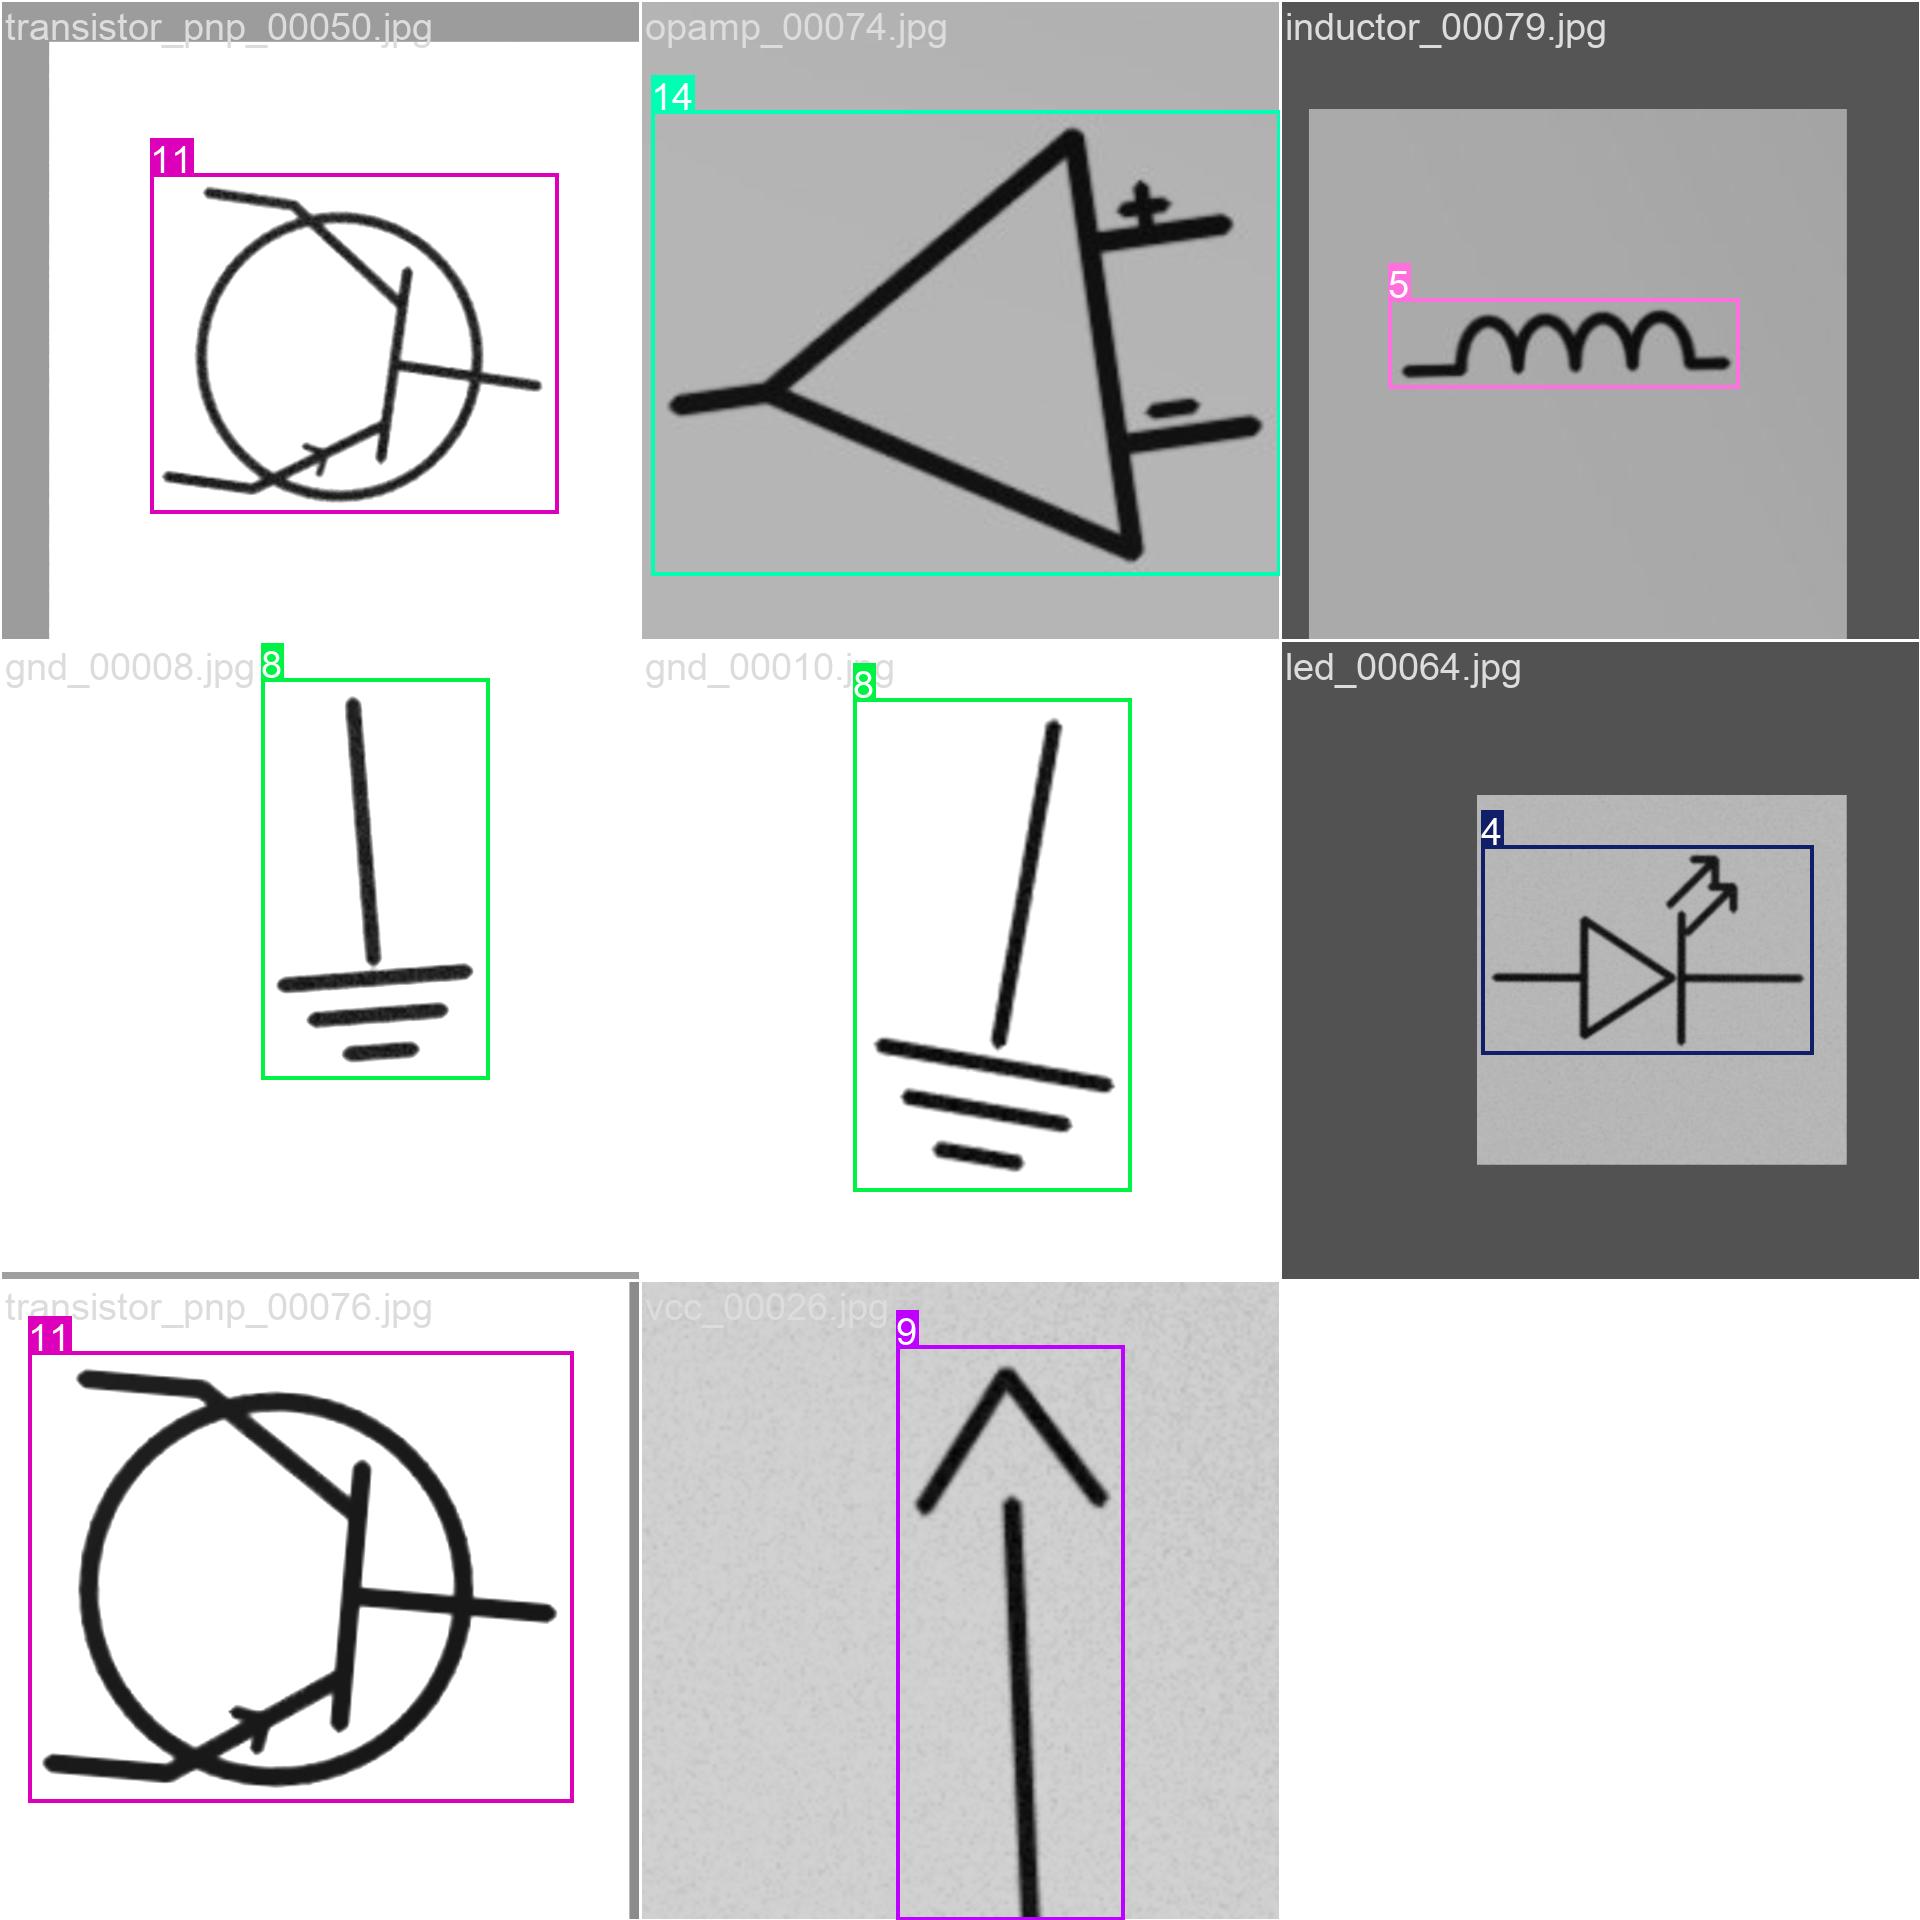 transistor_pnp_00050.jpg
11
opamp_00074.jpg
14
+
-
inductor_00079.jpg
5
gnd_00008.jpg
8
gnd_00010.jpg
8
led_00064.jpg
4
transistor_pnp_00076.jpg
11
vcc_00026.jpg
9